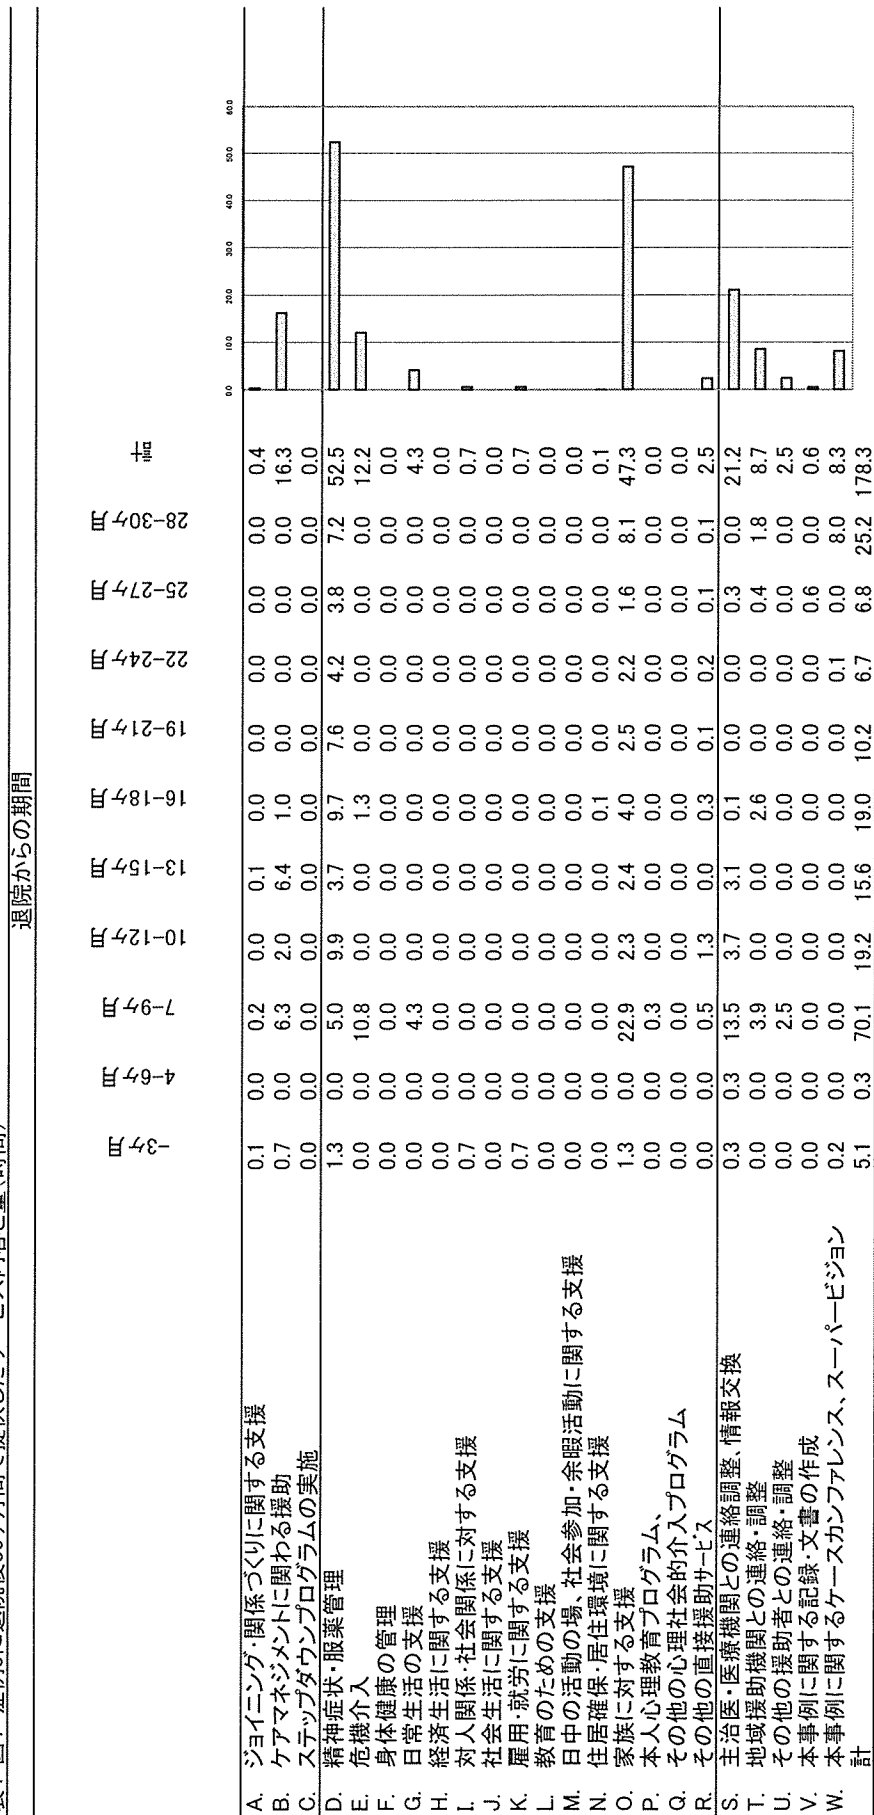 退院後30ヶ月間で提供したサービス内容と量(時間)
退院からの期間
-3ヶ月 4-6ヶ月 7-9ヶ月 10-12ヶ月 13-15ヶ月 16-18ヶ月 19-21ヶ月 22-24ヶ月 25-27ヶ月 28-30ヶ月 計
0.0 10.0 20.0 30.0 40.0 50.0 60.0
A. ジョイニング・関係づくりに関する支援 0.1 0.0 0.2 0.0 0.1 0.0 0.0 0.0 0.0 0.0 0.4
B. ケアマネジメントに関わる援助 0.7 0.0 6.3 2.0 6.4 1.0 0.0 0.0 0.0 0.0 16.3
C. ステップダウンプログラムの実施 0.0 0.0 0.0 0.0 0.0 0.0 0.0 0.0 0.0 0.0 0.0
D. 精神症状・服薬管理 1.3 0.0 5.0 9.9 3.7 9.7 7.6 4.2 3.8 7.2 52.5
E. 危機介入 0.0 0.0 10.8 0.0 0.0 1.3 0.0 0.0 0.0 0.0 12.2
F. 身体健康の管理 0.0 0.0 0.0 0.0 0.0 0.0 0.0 0.0 0.0 0.0 0.0
G. 日常生活の支援 0.0 0.0 4.3 0.0 0.0 0.0 0.0 0.0 0.0 0.0 4.3
H. 経済生活に関する支援 0.0 0.0 0.0 0.0 0.0 0.0 0.0 0.0 0.0 0.0 0.0
I. 対人関係・社会関係に対する支援 0.7 0.0 0.0 0.0 0.0 0.0 0.0 0.0 0.0 0.0 0.7
J. 社会生活に関する支援 0.0 0.0 0.0 0.0 0.0 0.0 0.0 0.0 0.0 0.0 0.0
K. 雇用・就労に関する支援 0.7 0.0 0.0 0.0 0.0 0.0 0.0 0.0 0.0 0.0 0.7
L. 教育のための支援 0.0 0.0 0.0 0.0 0.0 0.0 0.0 0.0 0.0 0.0 0.0
M. 日中の活動の場、社会参加・余暇活動に関する支援 0.0 0.0 0.0 0.0 0.0 0.0 0.0 0.0 0.0 0.0 0.0
N. 住居確保・居住環境に関する支援 0.0 0.0 0.0 0.0 0.0 0.1 0.0 0.0 0.0 0.0 0.1
O. 家族に対する支援 1.3 0.0 22.9 2.3 2.4 4.0 2.5 2.2 1.6 8.1 47.3
P. 本人心理教育プログラム、 0.0 0.0 0.3 0.0 0.0 0.0 0.0 0.0 0.0 0.0 0.0
Q. その他の心理社会的介入プログラム 0.0 0.0 0.0 0.0 0.0 0.0 0.0 0.0 0.0 0.0 0.0
R. その他の直接援助サービス 0.0 0.0 0.5 1.3 0.0 0.3 0.1 0.2 0.1 0.1 2.5
S. 主治医・医療機関との連絡調整、情報交換 0.3 0.3 13.5 3.7 3.1 0.1 0.0 0.0 0.3 0.0 21.2
T. 地域援助機関との連絡・調整 0.0 0.0 3.9 0.0 0.0 2.6 0.0 0.0 0.4 1.8 8.7
U. その他の援助者との連絡・調整 0.0 0.0 2.5 0.0 0.0 0.0 0.0 0.0 0.0 0.0 2.5
V. 本事例に関する記録・文書の作成 0.0 0.0 0.0 0.0 0.0 0.0 0.0 0.0 0.6 0.0 0.6
W. 本事例に関するケースカンファレンス、スーパービジョン 0.2 0.0 0.0 0.0 0.0 0.0 0.0 0.1 0.0 8.0 8.3
計 5.1 0.3 70.1 19.2 15.6 19.0 10.2 6.7 6.8 25.2 178.3